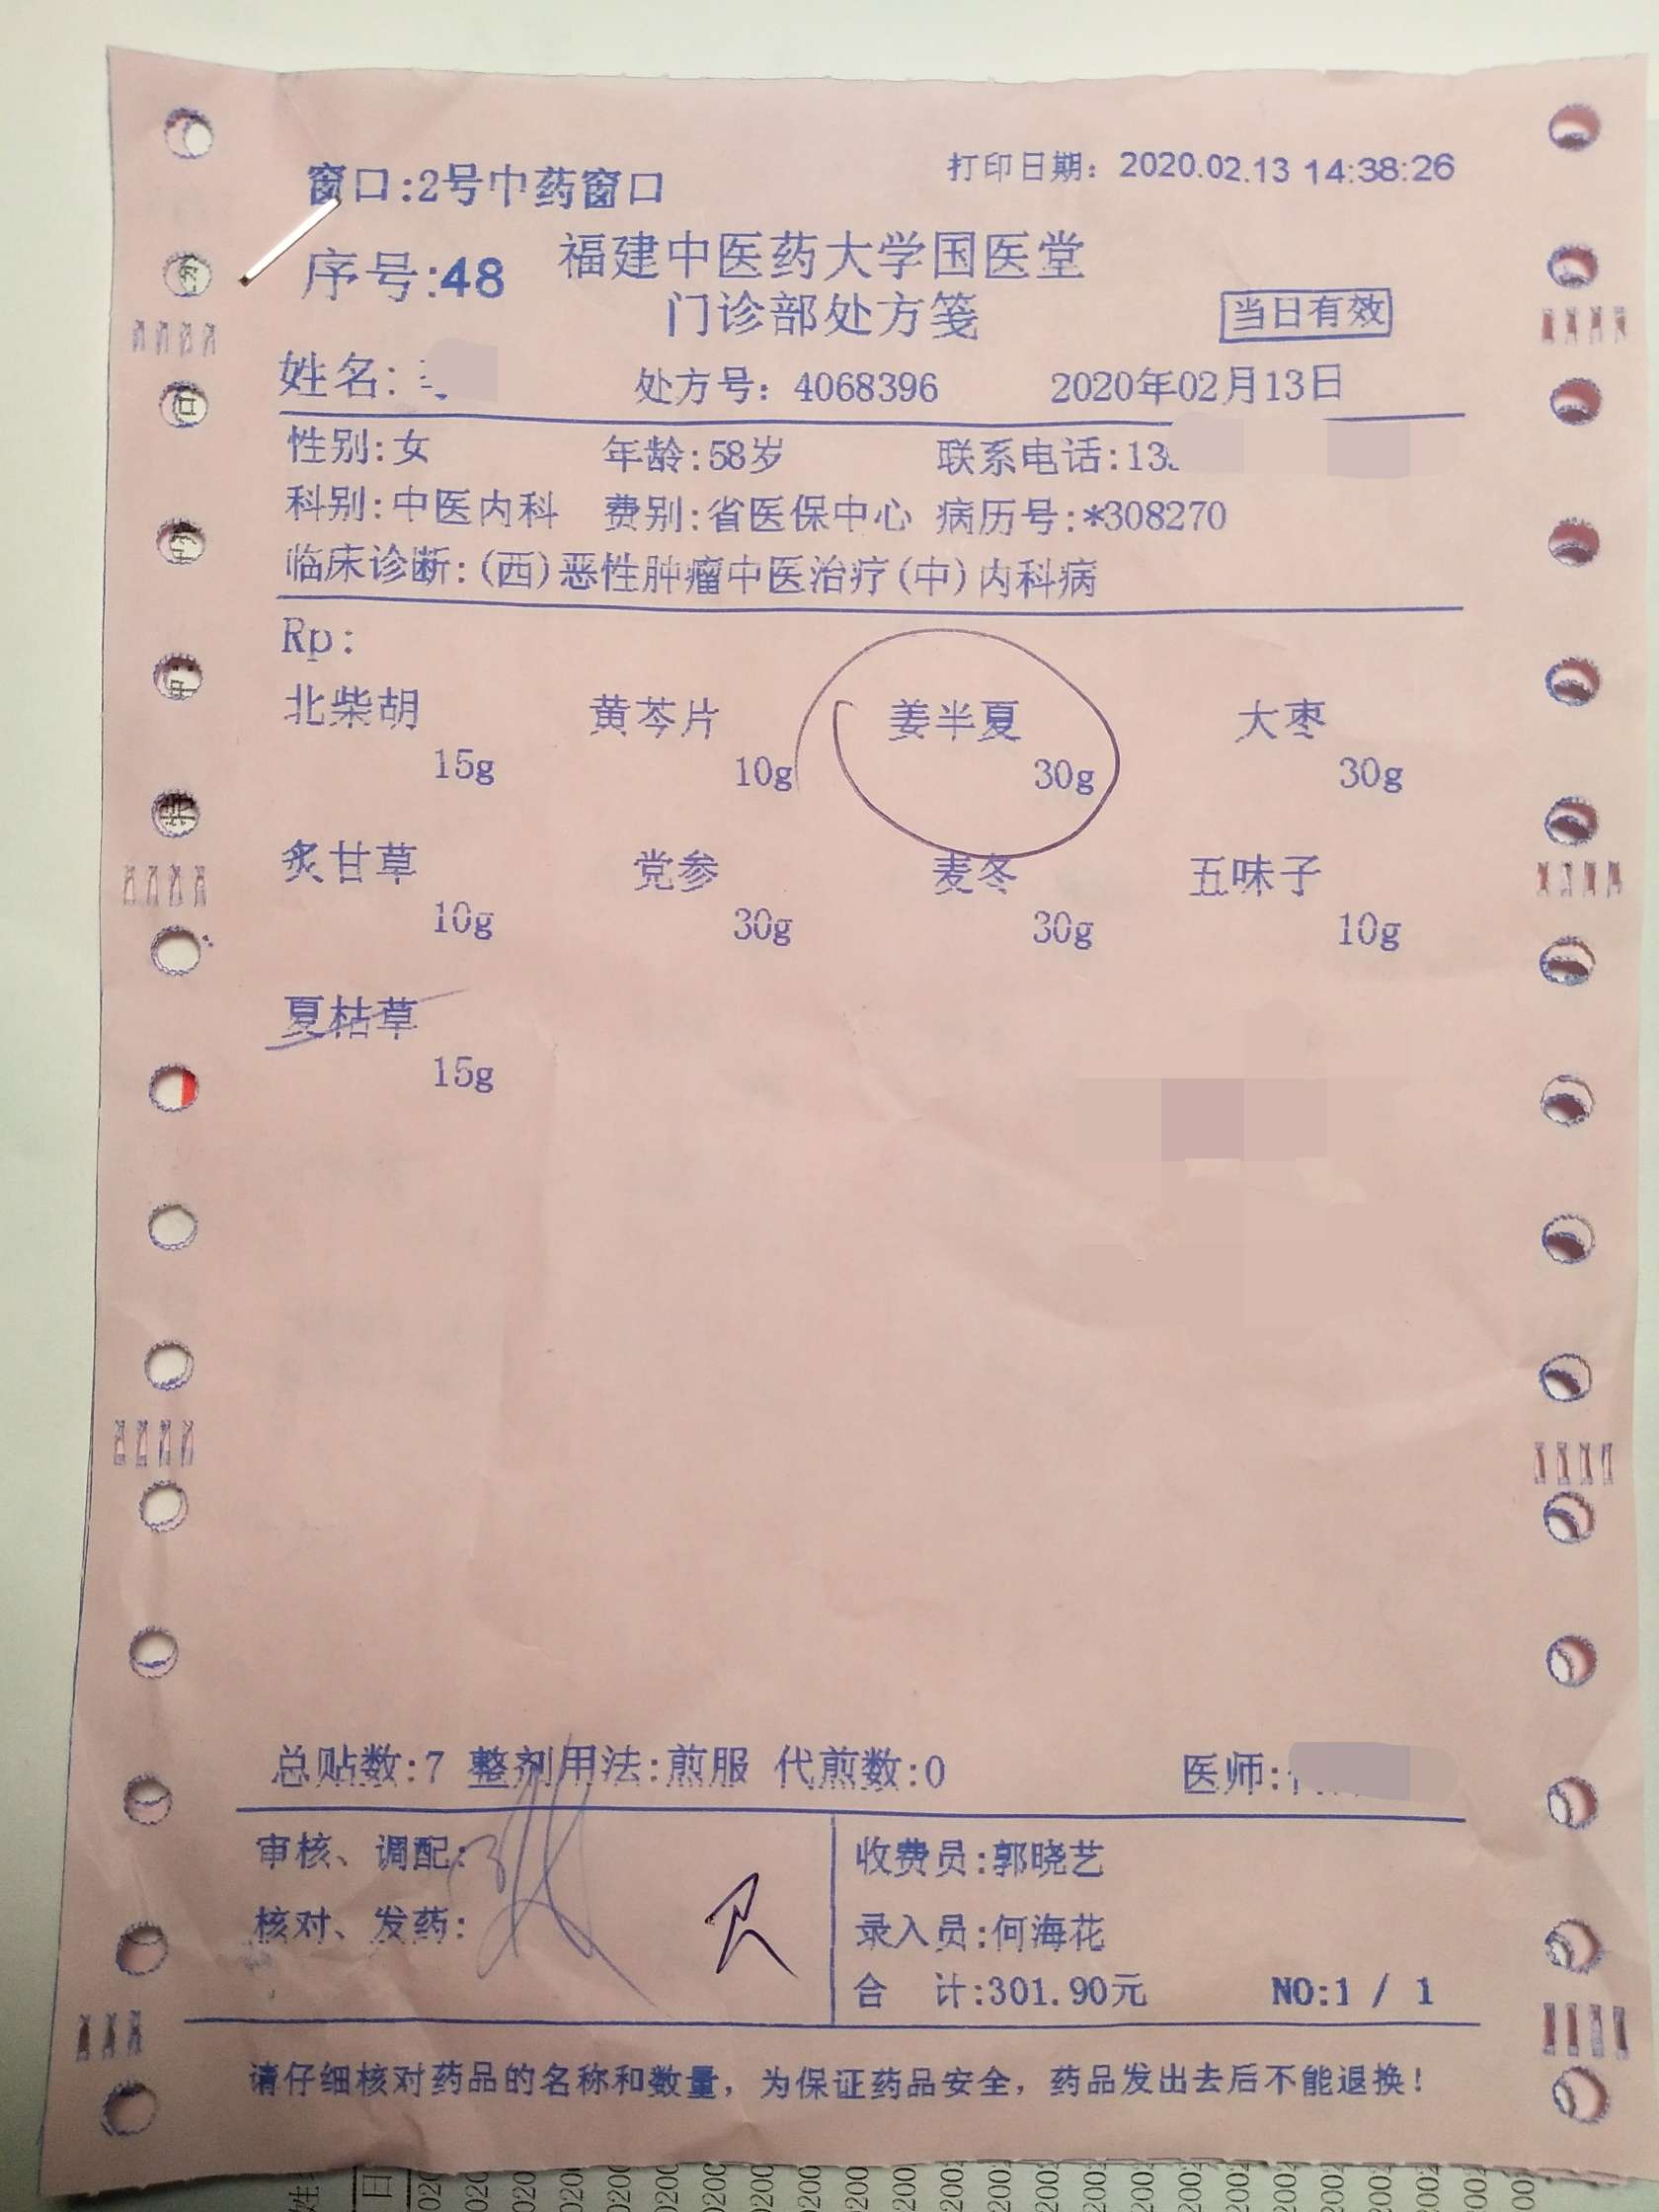 窗口:2号中药窗口
打印日期：2020.02.13 14:38:26
序号:48
福建中医药大学国医堂
门诊部处方笺
当日有效
姓名: 处方号：4068396 2020年02月13日
性别:女 年龄:58岁 联系电话:13
科别:中医内科 费别:省医保中心 病历号:*308270
临床诊断:(西)恶性肿瘤中医治疗(中)内科病
Rp:
北柴胡 黄芩片 姜半夏 大枣
15g 10g 30g 30g
炙甘草 党参 麦冬 五味子
10g 30g 30g 10g
夏枯草
15g
总贴数:7 整剂用法:煎服 代煎数:0 医师:
审核、调配: 收费员:郭晓艺
核对、发药: 录入员:何海花
合 计:301.90元 NO:1 / 1
请仔细核对药品的名称和数量，为保证药品安全，药品发出去后不能退换！